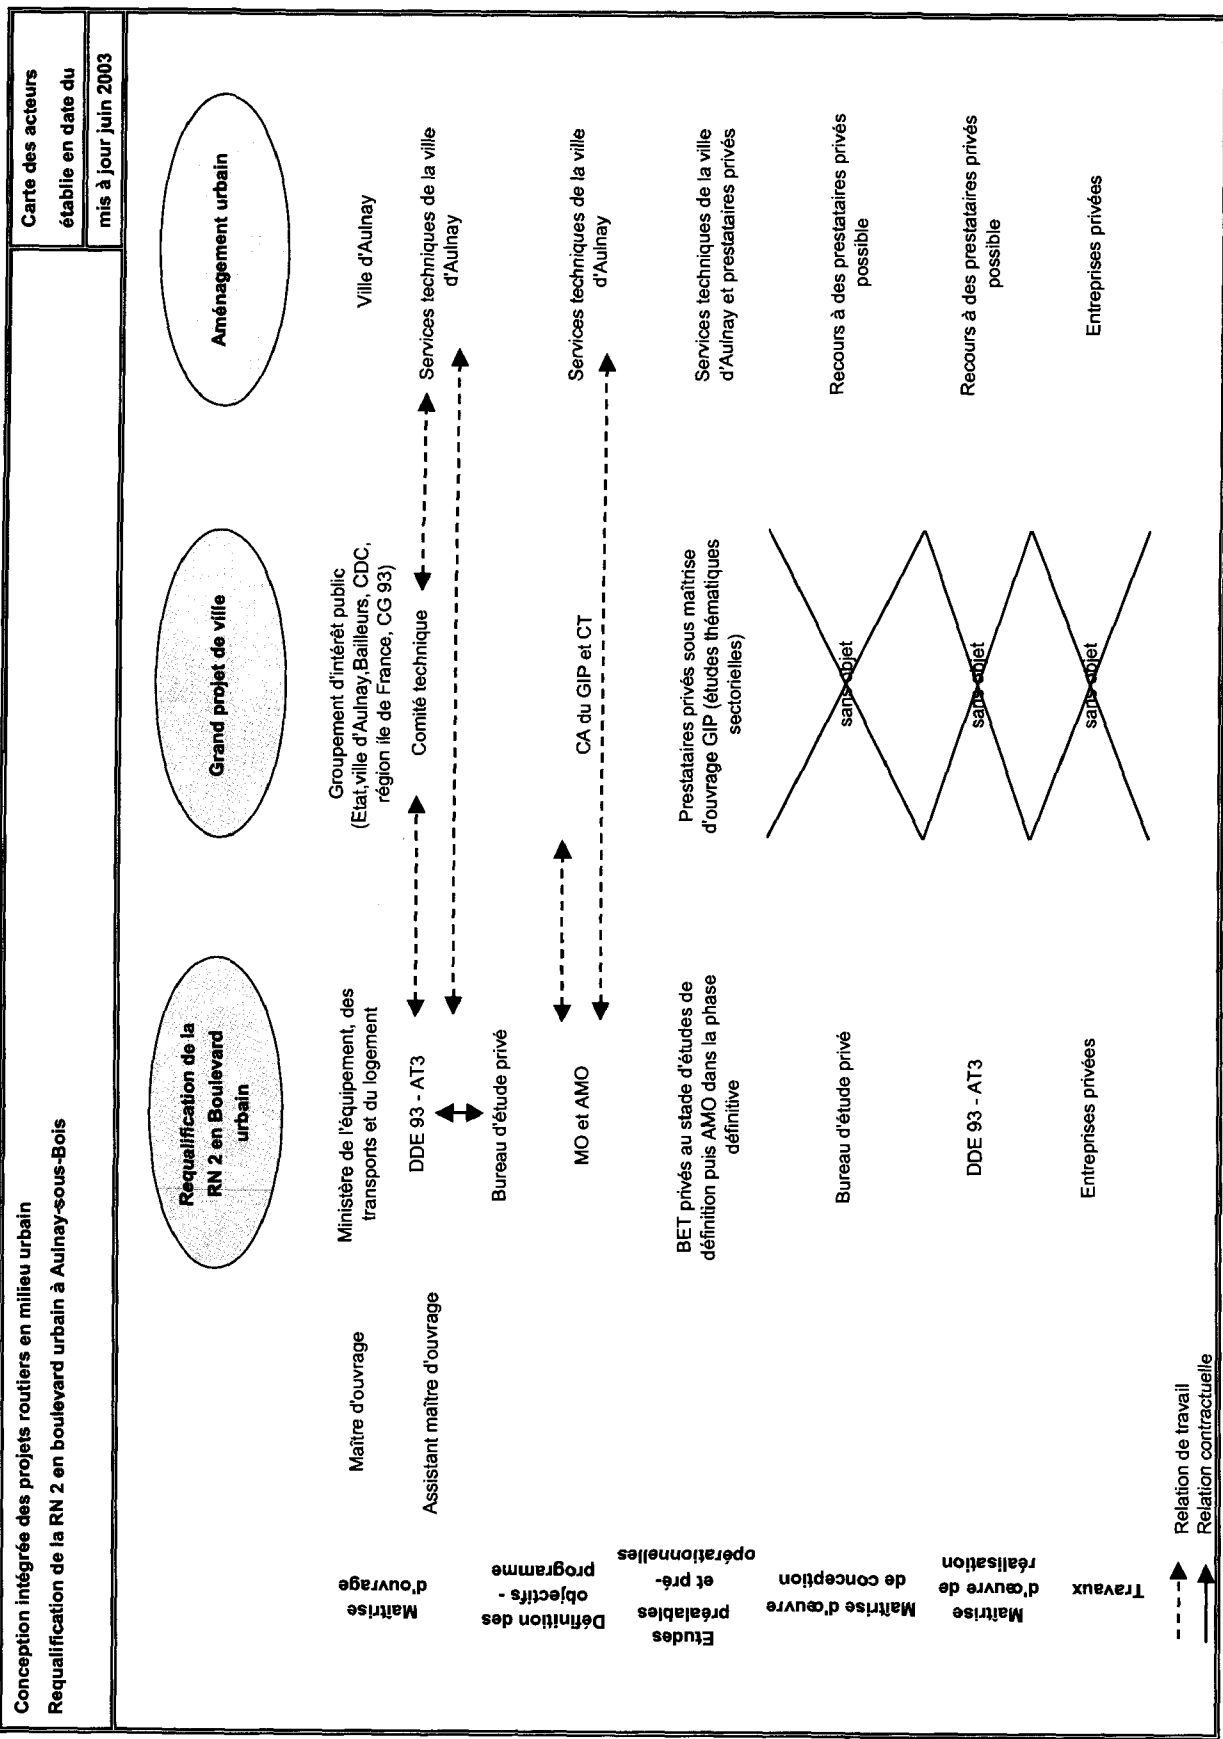 Conception intégrée des projets routiers en milieu urbain
Requalification de la RN 2 en boulevard urbain à Aulnay-sous-Bois
Carte des acteurs
établie en date du
mis à jour juin 2003
Requalification de la
RN 2 en Boulevard
urbain
Grand projet de ville
Aménagement urbain
Maîtrise
d'ouvrage
Maître d'ouvrage
Ministère de l'équipement, des
transports et du logement
Groupement d'intérêt public
(Etat,ville d'Aulnay,Bailleurs, CDC,
région ile de France, CG 93)
Ville d'Aulnay
Assistant maître d'ouvrage
DDE 93 - AT3
Comité technique
Services techniques de la ville
d'Aulnay
Bureau d'étude privé
Définition des
objectifs -
programme
MO et AMO
CA du GIP et CT
Services techniques de la ville
d'Aulnay
Etudes
préalables
et pré-
opérationnelles
BET privés au stade d'études de
définition puis AMO dans la phase
définitive
Prestataires privés sous maîtrise
d'ouvrage GIP (études thématiques
sectorielles)
Services techniques de la ville
d'Aulnay et prestataires privés
Maîtrise d'œuvre
de conception
Bureau d'étude privé
sans objet
Recours à des prestataires privés
possible
Maîtrise
d'œuvre de
réalisation
DDE 93 - AT3
sans objet
Recours à des prestataires privés
possible
Travaux
Entreprises privées
sans objet
Entreprises privées
Relation de travail
Relation contractuelle